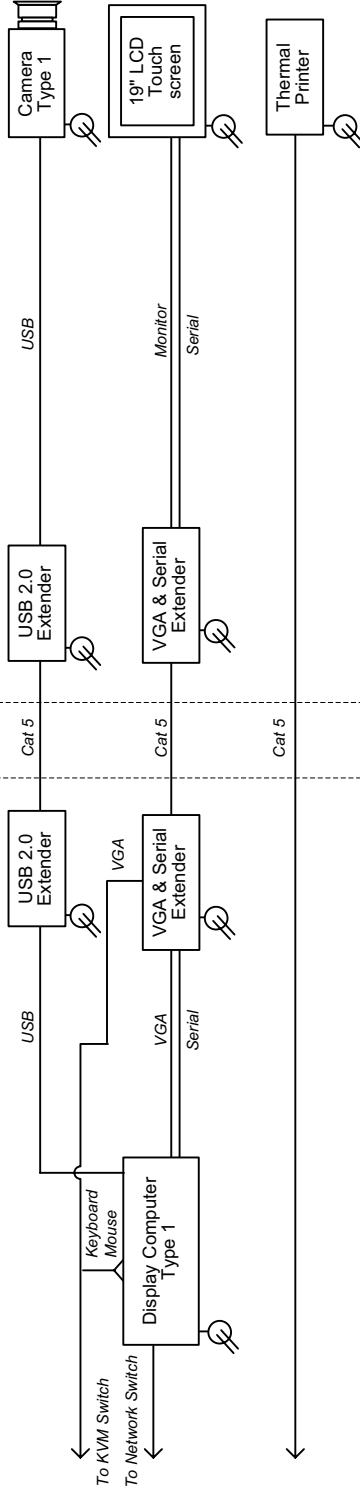 To KVM Switch
To Network Switch
Keyboard
Mouse
Display Computer
Type 1
USB
VGA
Serial
USB 2.0
Extender
VGA
VGA & Serial
Extender
Cat 5
Cat 5
Cat 5
USB 2.0
Extender
VGA & Serial
Extender
USB
Monitor
Serial
Camera
Type 1
19" LCD
Touch
screen
Thermal
Printer